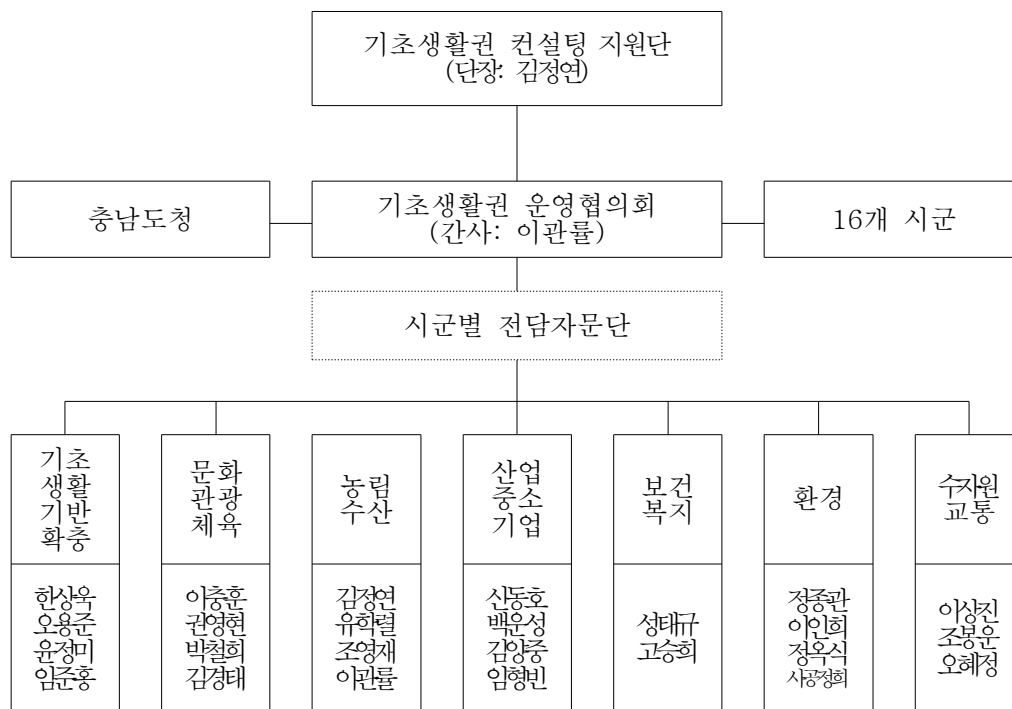 기초생활권 컨설팅 지원단
(단장: 김정연)
충남도청
기초생활권 운영협의회
(간사: 이관률)
16개 시군
시군별 전담자문단
기초
생활
기반
확충
문화
관광
체육
농림
수산
산업
중소
기업
보건
복지
환경
수자원
교통
한상욱
오용준
윤정미
임준홍
이충훈
권영현
박철희
김경태
김정연
유학렬
조영재
이관률
신동호
백운성
김양중
임형빈
성태규
고승희
정종관
이인희
정옥식
사공정희
이상진
조봉운
오혜정